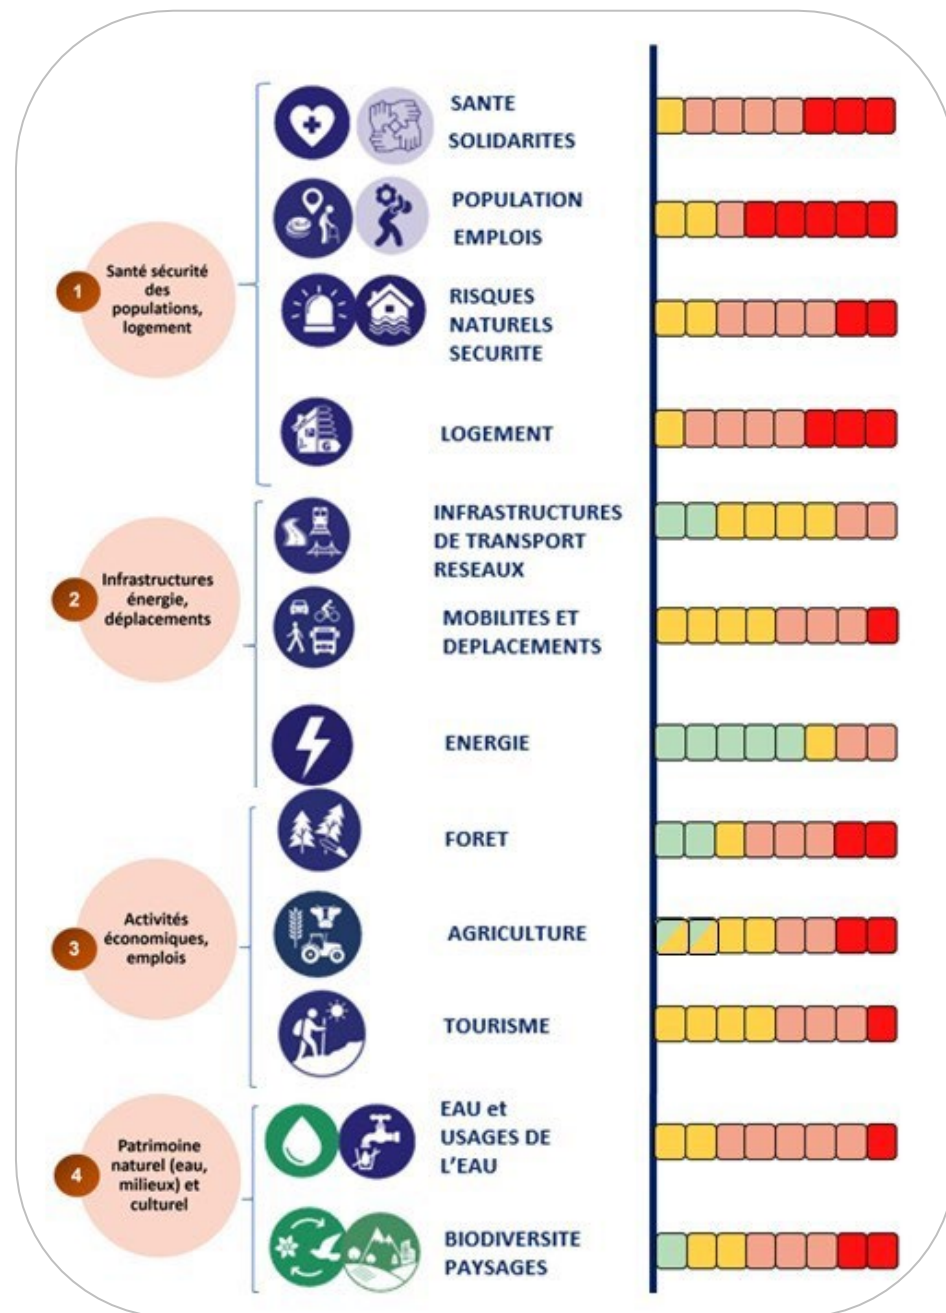 1
Santé sécurité
des
populations,
logement
SANTE
SOLIDARITES
POPULATION
EMPLOIS
RISQUES
NATURELS
SECURITE
G
LOGEMENT
2
Infrastructures
énergie,
déplacements
INFRASTRUCTURES
DE TRANSPORT
RESEAUX
MOBILITES ET
DEPLACEMENTS
ENERGIE
3
Activités
économiques,
emplois
FORET
AGRICULTURE
TOURISME
4
Patrimoine
naturel (eau,
milieux) et
culturel
EAU et
USAGES DE
L'EAU
BIODIVERSITE
PAYSAGES